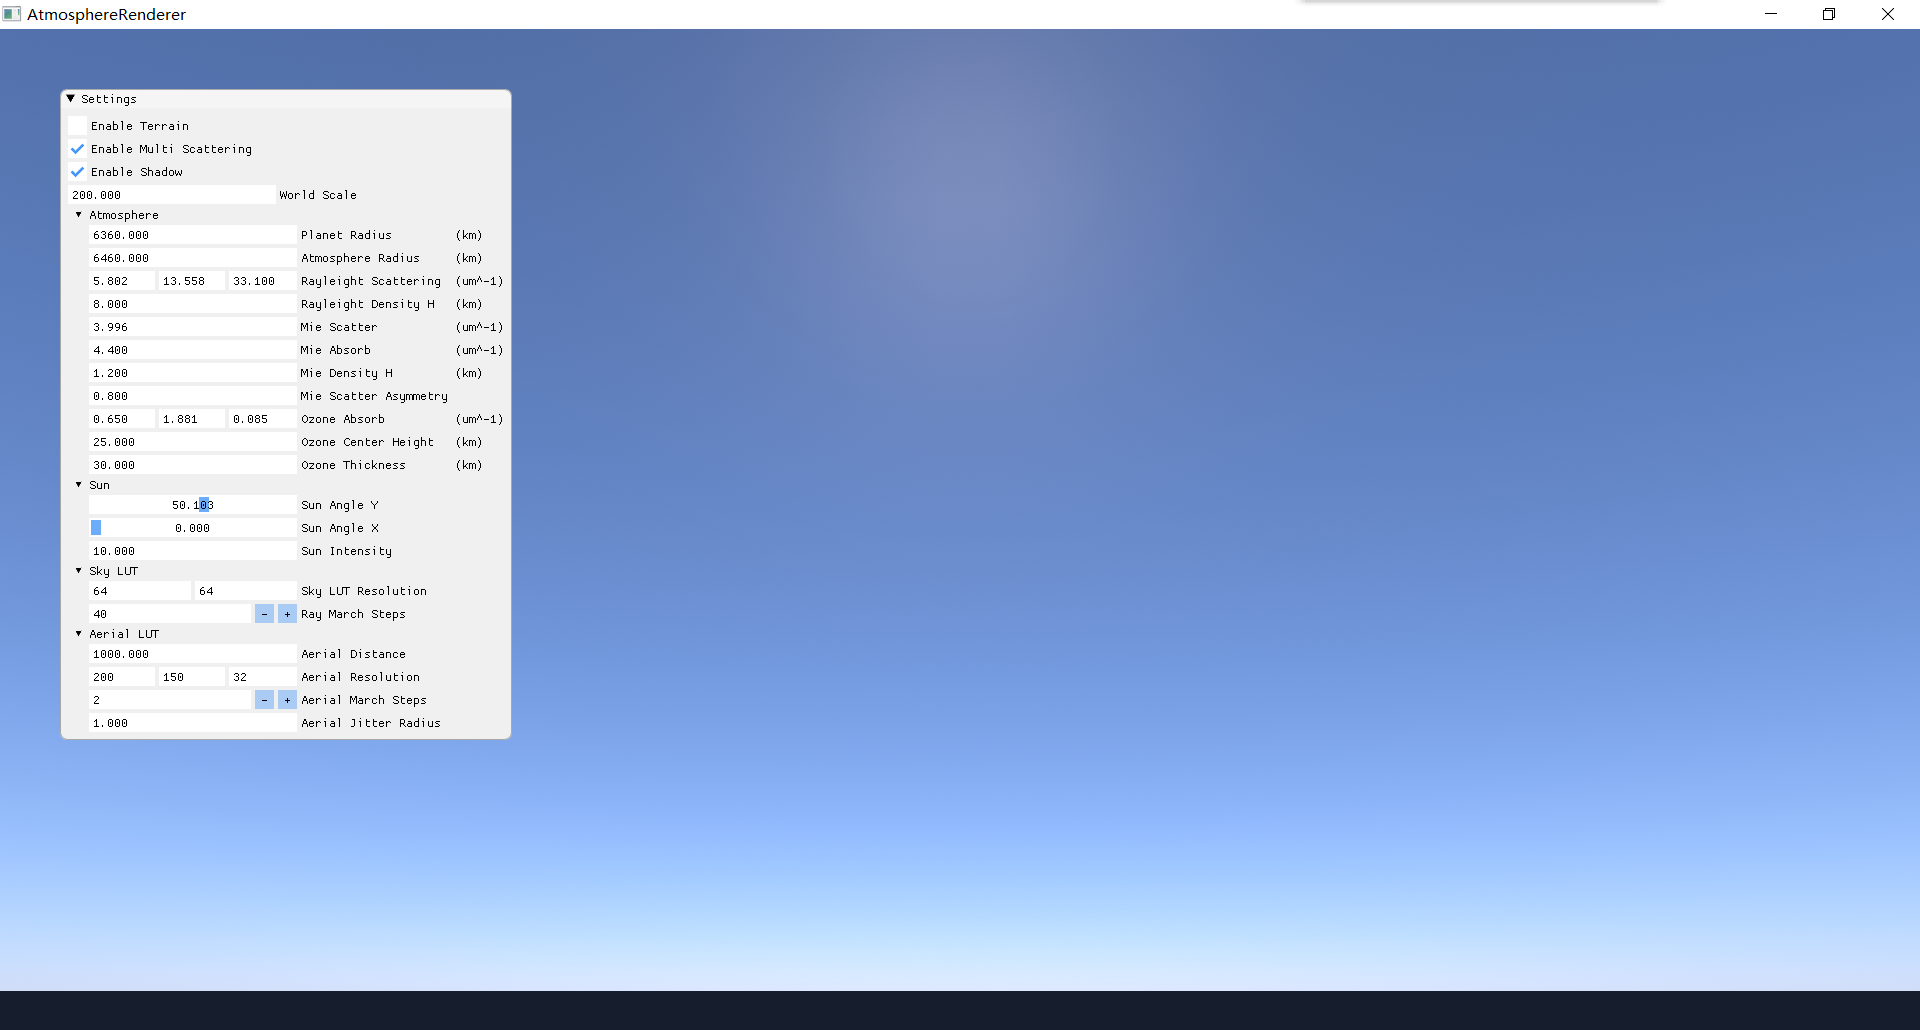 AtmosphereRenderer
Settings
Enable Terrain
Enable Multi Scattering
Enable Shadow
200.000 World Scale
Atmosphere
6360.000 Planet Radius (km)
6460.000 Atmosphere Radius (km)
5.802 13.558 33.100 Rayleight Scattering (um^-1)
8.000 Rayleight Density H (km)
3.996 Mie Scatter (um^-1)
4.400 Mie Absorb (um^-1)
1.200 Mie Density H (km)
0.800 Mie Scatter Asymmetry
0.650 1.881 0.085 Ozone Absorb (um^-1)
25.000 Ozone Center Height (km)
30.000 Ozone Thickness (km)
Sun
50.103 Sun Angle Y
0.000 Sun Angle X
10.000 Sun Intensity
Sky LUT
64 64 Sky LUT Resolution
40 - + Ray March Steps
Aerial LUT
1000.000 Aerial Distance
200 150 32 Aerial Resolution
2 - + Aerial March Steps
1.000 Aerial Jitter Radius